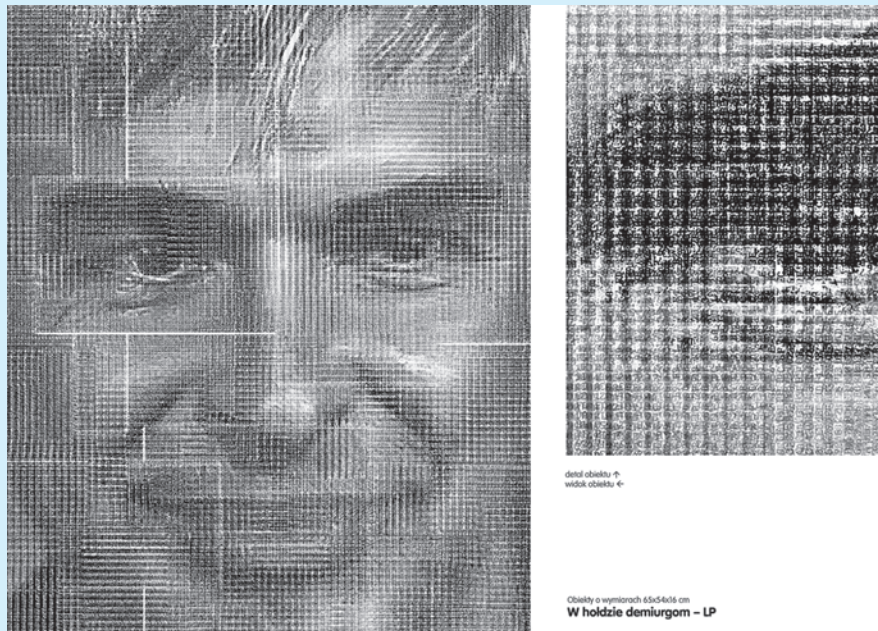 detal obiektu ↑
widok obiektu ←
Obiekty o wymiarach 65x54x16 cm
W hołdzie demiurgom – LP